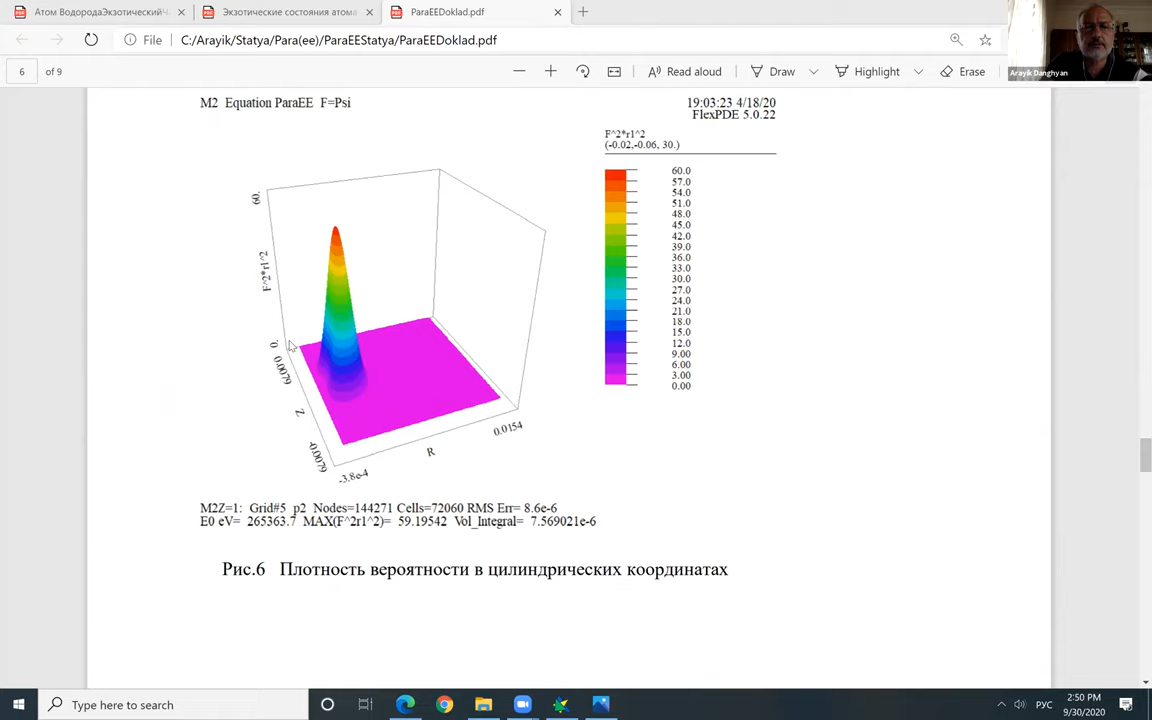 Атом ВодородаЭкзотический
Экзотические состояния атома
ParaEEDoklad.pdf
File
C:/Arayik/Statya/Para(ee)/ParaEEStatya/ParaEEDoklad.pdf
Arayik Danghyan
6 of 9
Read aloud
Draw
Highlight
Erase
M2 Equation ParaEE F=Psi
19:03:23 4/18/20
FlexPDE 5.0.22
F^2*r1^2
(-0.02,-0.06, 30.)
60.0
57.0
54.0
51.0
48.0
45.0
42.0
39.0
36.0
33.0
30.0
27.0
24.0
21.0
18.0
15.0
12.0
9.00
6.00
3.00
0.00
60.
F^2*r1^2
0.
0.0079
Z
-0.0079
-3.8e-4
R
0.0154
M2Z=1: Grid#5 p2 Nodes=144271 Cells=72060 RMS Err= 8.6e-6
E0 eV= 265363.7 MAX(F^2r1^2)= 59.19542 Vol_Integral= 7.569021e-6
Рис.6 Плотность вероятности в цилиндрических координатах
Type here to search
РУС
2:50 PM
9/30/2020